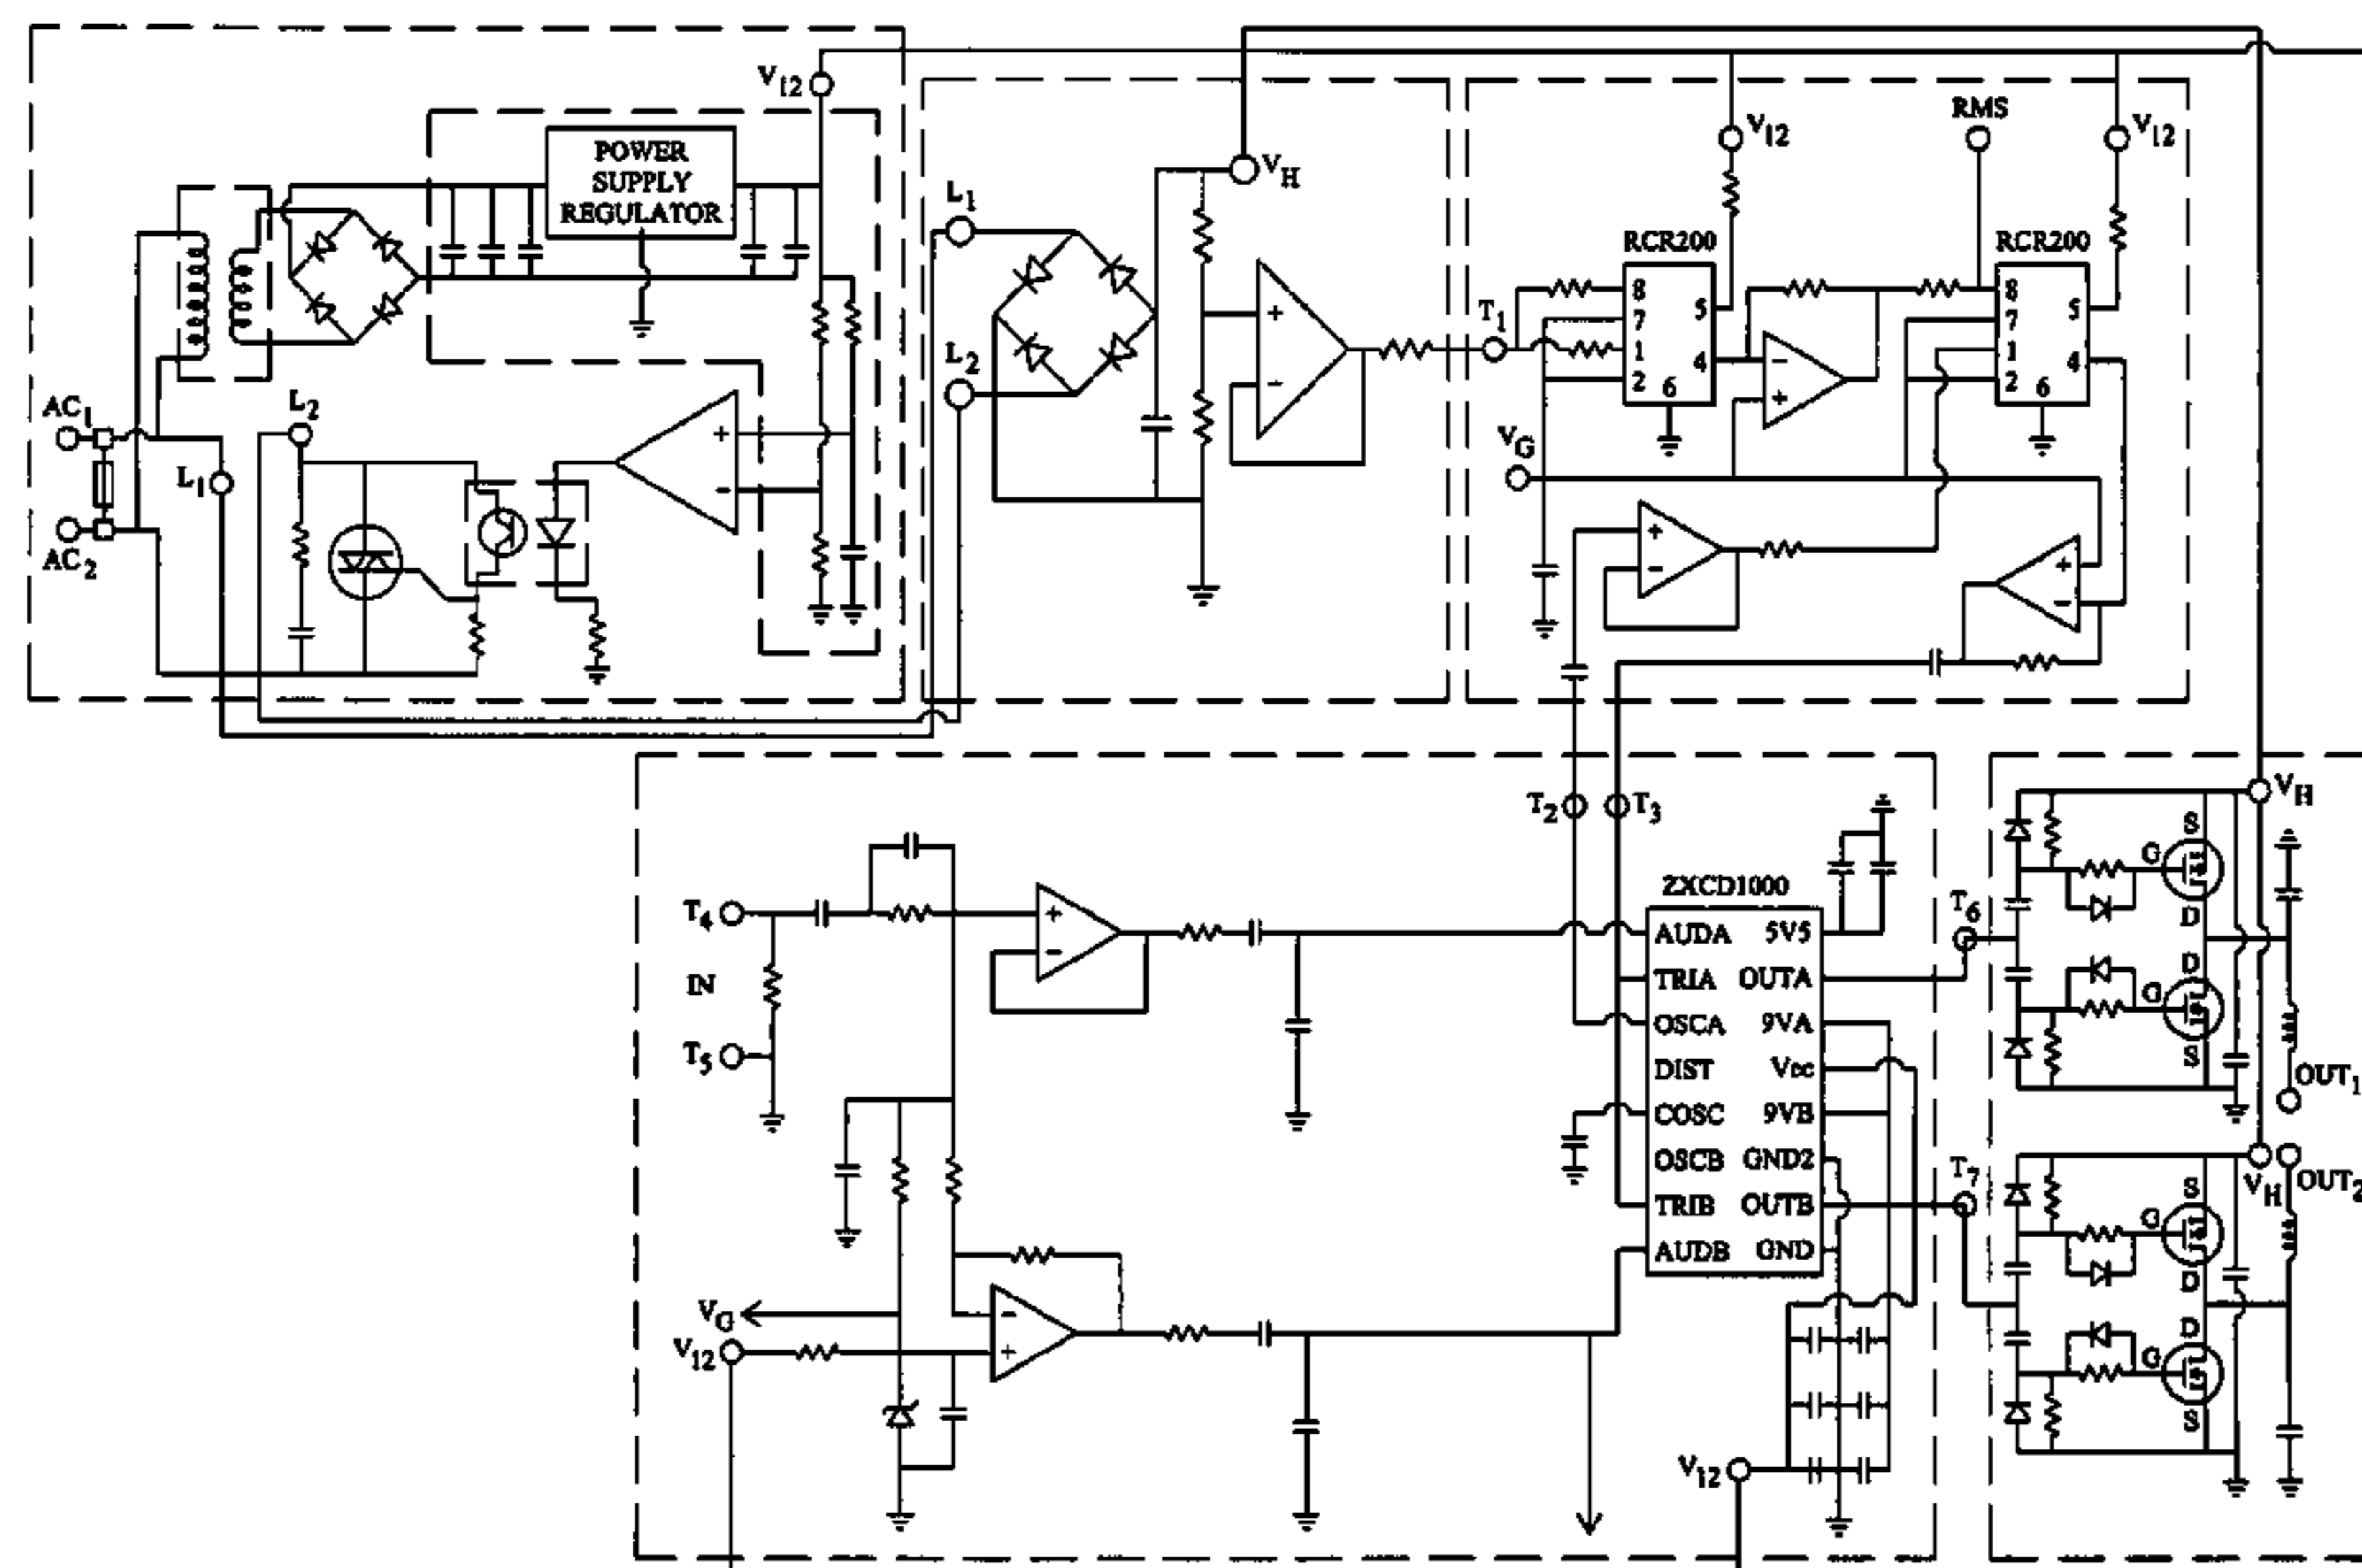 V12
POWER
SUPPLY
REGULATOR
AC1
AC2
L2
L1
+
-
L1
L2
VH
+
-
T1
V12
RMS
V12
RCR200
8
7
1
2
6
5
4
-
+
RCR200
8
7
1
2
6
5
4
VG
+
-
+
-
T2
T3
T4
IN
T5
+
-
VG
V12
-
+
ZXCD1000
AUDA 5V5
TRIA OUTA
OSCA 9VA
DIST Vcc
COSC 9VB
OSCB GND2
TRIB OUTB
AUDB GND
V12
T6
T7
VH
S
G
D
D
G
S
OUT1
VH
OUT2
S
G
D
D
G
S